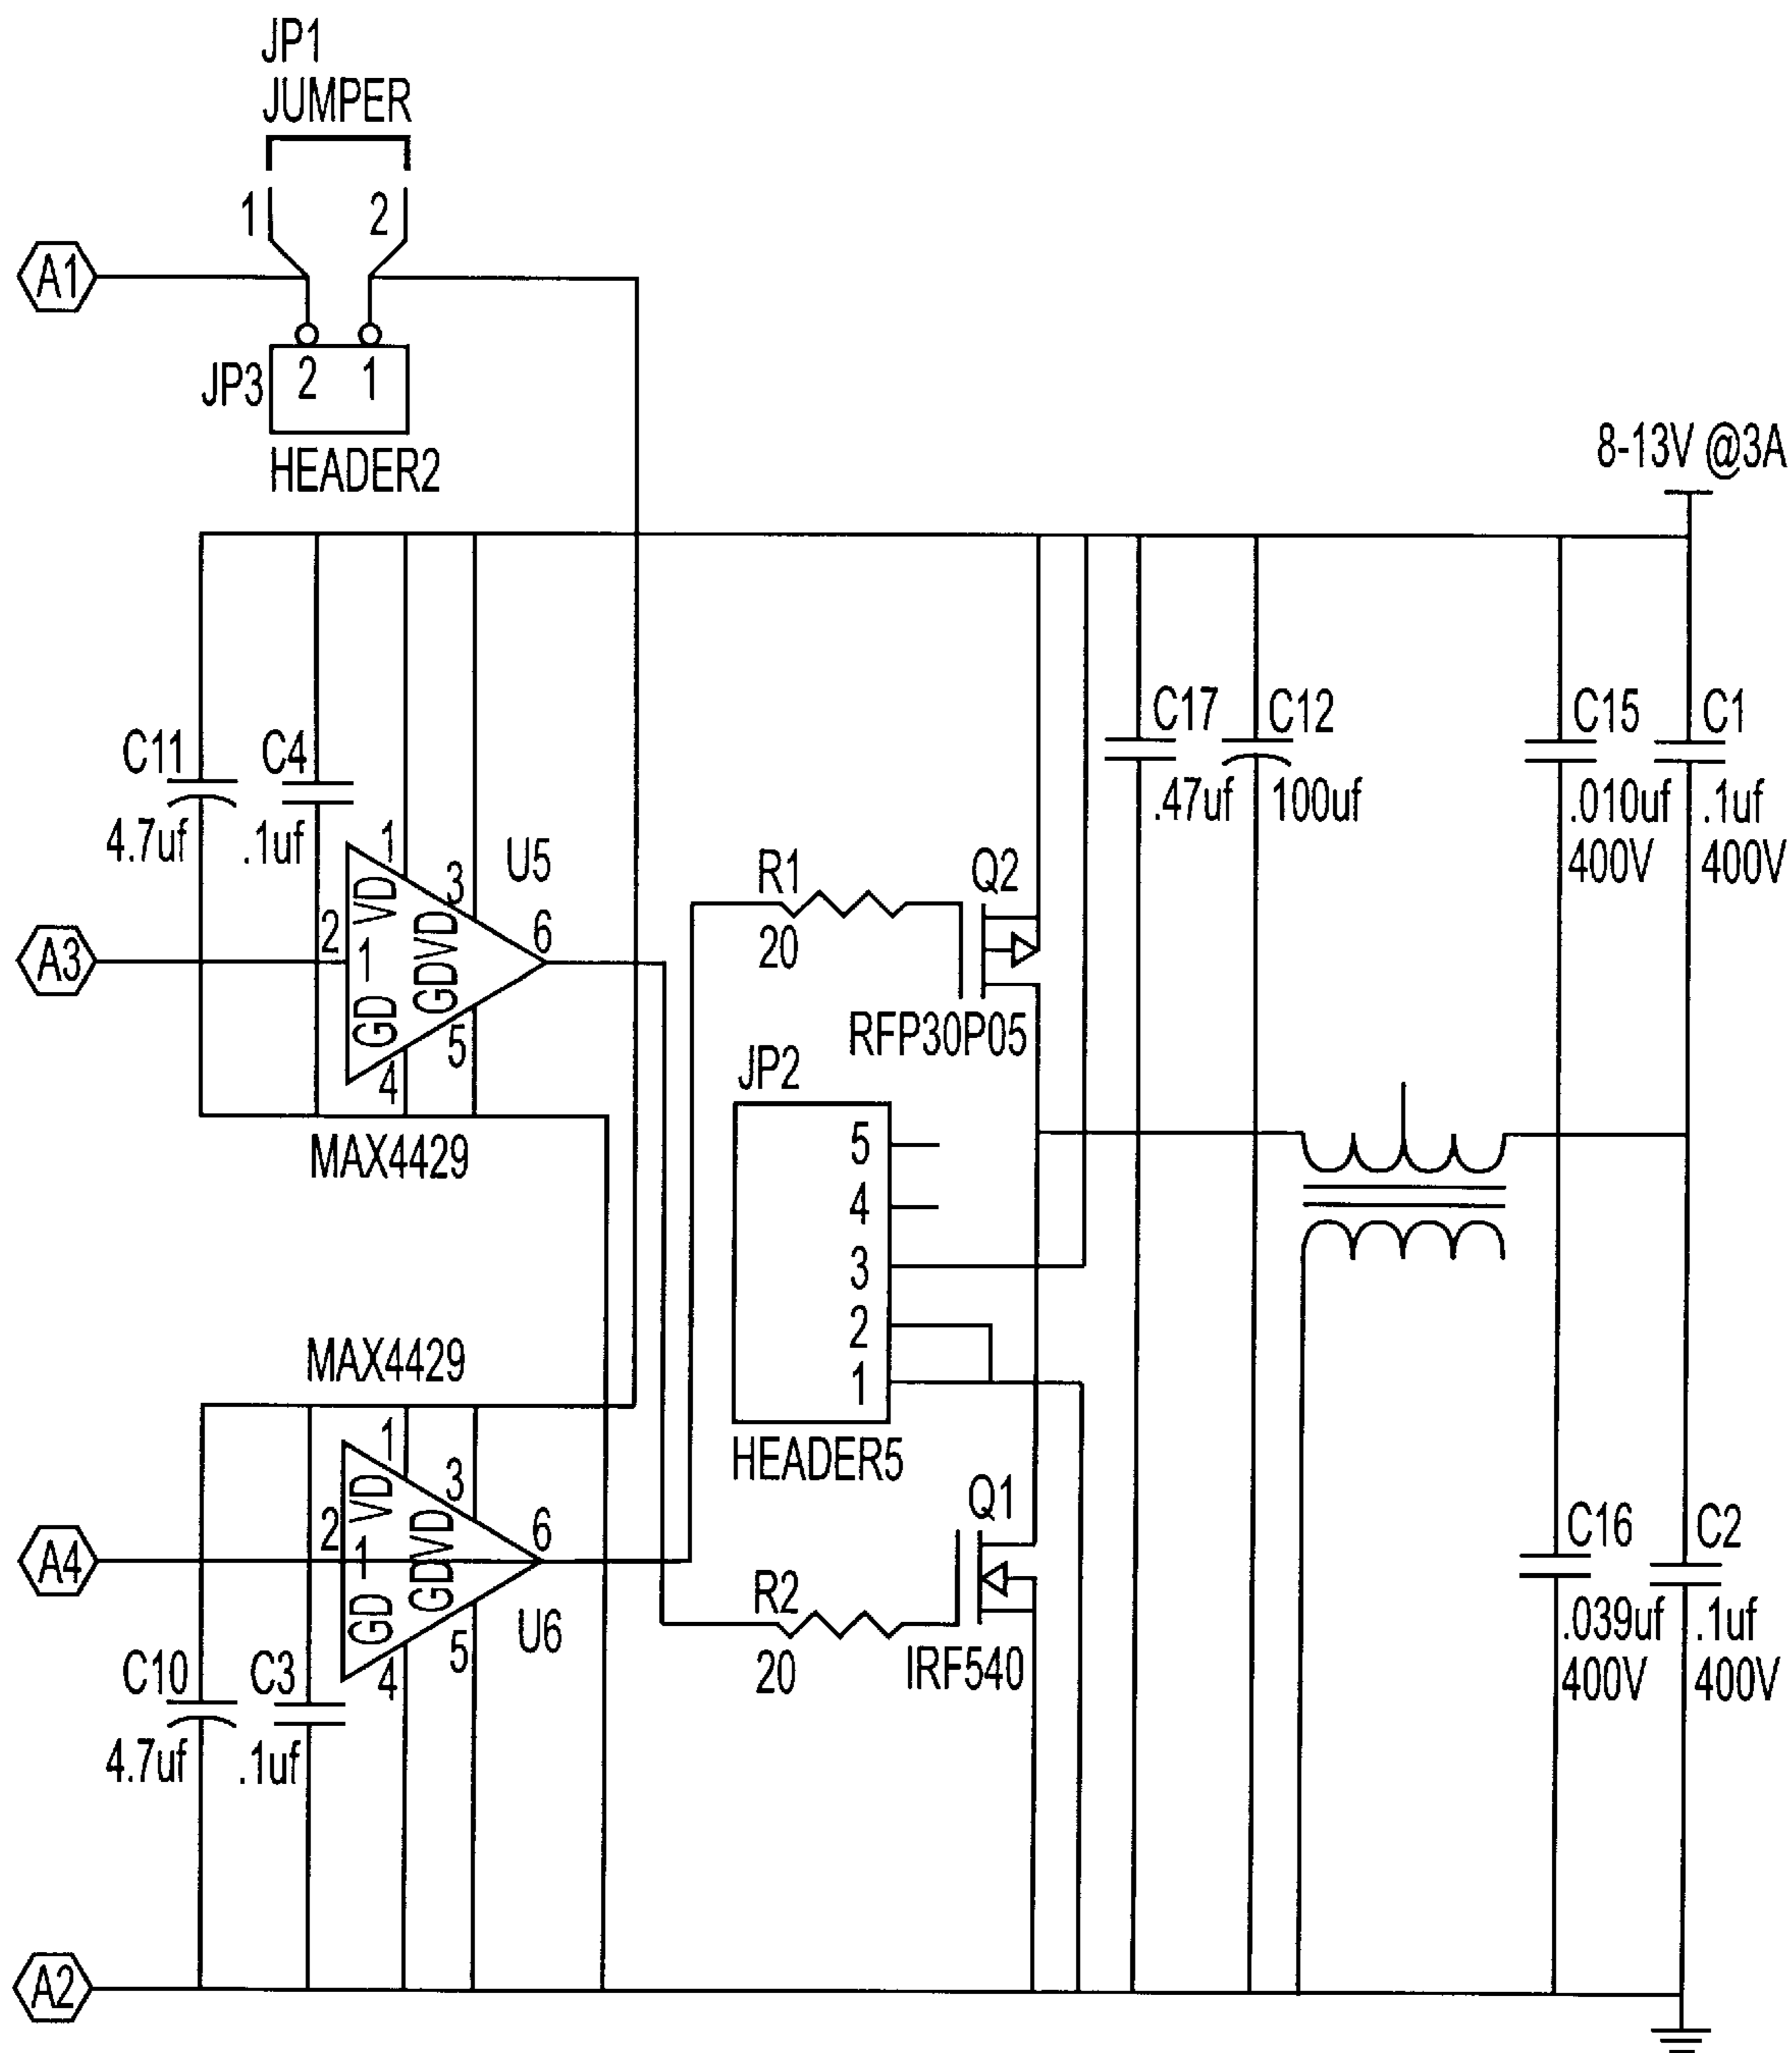 JP1
JUMPER
1 2
A1
JP3 2 1
HEADER2
8-13V @3A
C11
4.7uf
C4
.1uf
1
VD
3
U5
A3
2
1
GDVD
6
GD
4
5
MAX4429
R1
20
Q2
RFP30P05
C17
.47uf
C12
100uf
C15
.010uf
400V
C1
.1uf
400V
JP2
5
4
3
2
1
HEADER5
MAX4429
1
VD
3
A4
2
1
GDVD
6
GD
4
5
U6
C10
4.7uf
C3
.1uf
R2
20
Q1
IRF540
C16
.039uf
400V
C2
.1uf
400V
A2